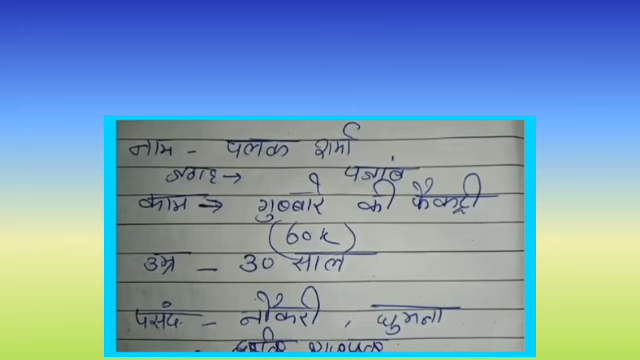 नाम - पलक शर्मा
जगह → पंजाब
काम → गुब्बारे की फैक्ट्री
(60k)
उम्र - 30 साल
पसंद - नौकरी, घुमना